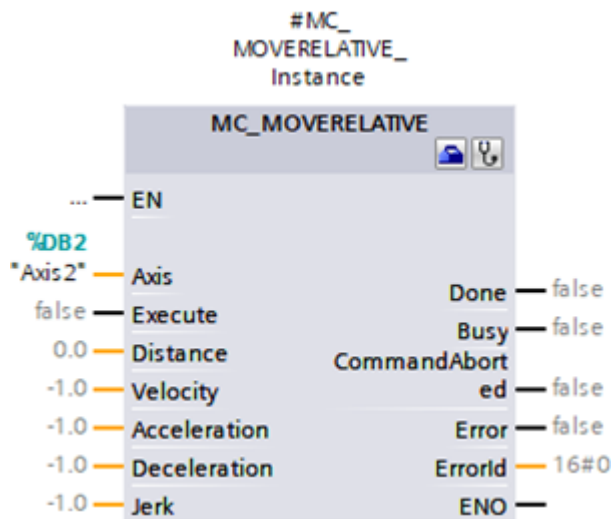 #MC_
MOVERELATIVE_
Instance
MC_MOVERELATIVE
... EN
%DB2
"Axis2" Axis
Done false
false Execute
Busy false
0.0 Distance
CommandAbort
ed false
-1.0 Velocity
-1.0 Acceleration
Error false
-1.0 Deceleration
ErrorId 16#0
-1.0 Jerk
ENO